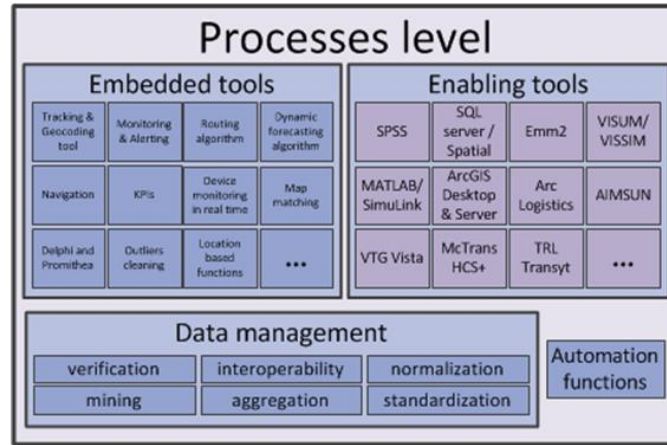 Processes level
Embedded tools
Tracking &
Geocoding
tool
Monitoring
& Alerting
Routing
algorithm
Dynamic
forecasting
algorithm
Navigation
KPIs
Device
monitoring
in real time
Map
matching
Delphi and
Promithea
Outliers
cleaning
Location
based
functions
...
Enabling tools
SPSS
SQL
server /
Spatial
Emm2
VISUM/
VISSIM
MATLAB/
SimuLink
ArcGIS
Desktop
& Server
Arc
Logistics
AIMSUN
VTG Vista
McTrans
HCS+
TRL
Transyt
...
Data management
verification
interoperability
normalization
mining
aggregation
standardization
Automation
functions